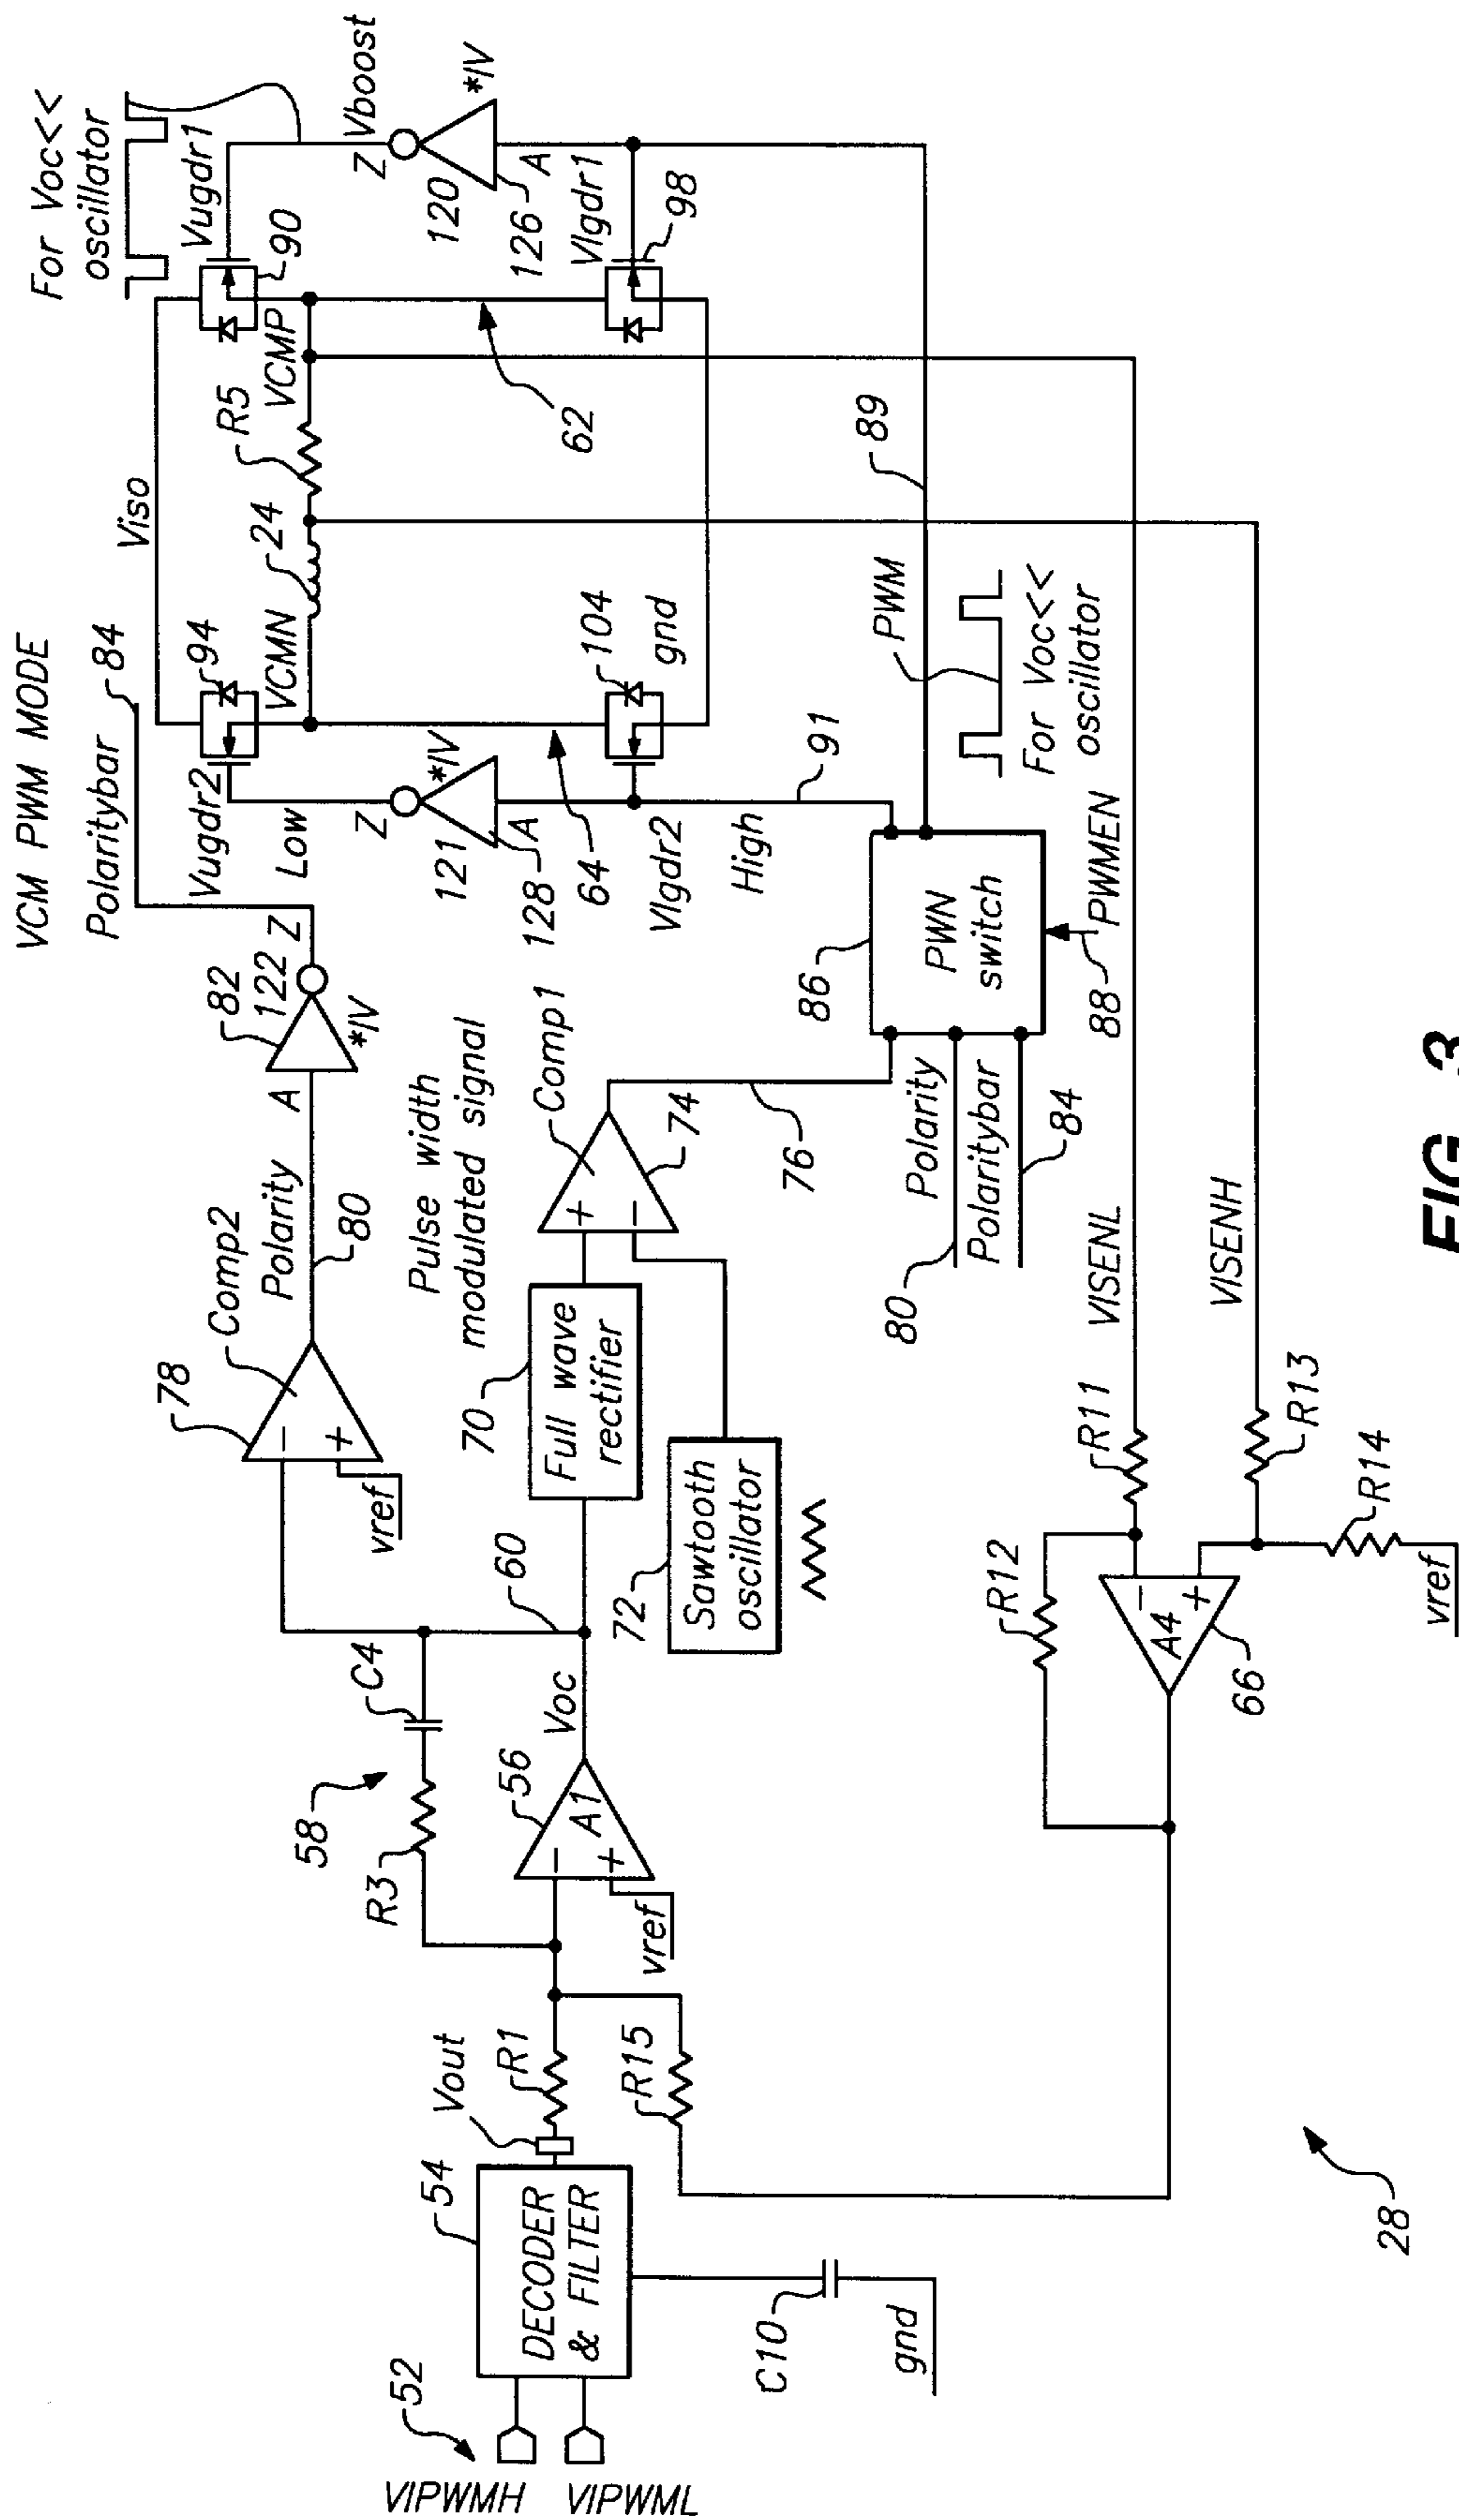 VCM PWM MODE
For Voc<<
oscillator
Viso
Politybar
84
Vugdr2
94
Vugdr1
90
Low
VCMN
24
R5
VCMP
Z
Vboost
*IV
121
A
128
64
120
A
126
62
Vlgdr1
98
Vlgdr2
104
gnd
High
91
PWM
89
For Voc<<
oscillator
78
Comp2
−
+
vref
Polarity
80
A
82
122
Z
*IV
Z
*IV
Pulse width
modulated signal
58
R3
C4
60
70
Full wave
rectifier
Comp1
+
−
74
76
72
Sawtooth
oscillator
86
PWN
switch
Polarity
80
Polaritybar
84
88
PWMEN
52
VIPWMH
VIPWML
54
DECODER
& FILTER
Vout
R1
R15
C10
gnd
56
A1
−
+
vref
Voc
R12
R11
VISENL
VISENH
A4
−
+
66
R13
R14
vref
28
FIG. 3